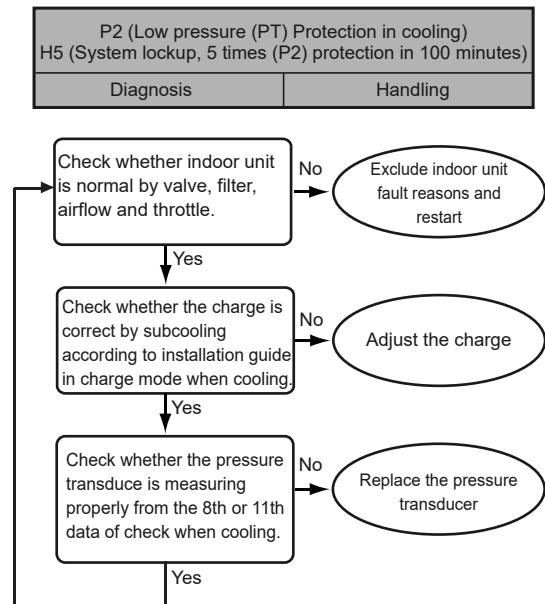 P2 (Low pressure (PT) Protection in cooling)
H5 (System lockup, 5 times (P2) protection in 100 minutes)
Diagnosis
Handling
Check whether indoor unit
is normal by valve, filter,
airflow and throttle.
No
Exclude indoor unit
fault reasons and
restart
Yes
Check whether the charge is
correct by subcooling
according to installation guide
in charge mode when cooling.
No
Adjust the charge
Yes
Check whether the pressure
transduce is measuring
properly from the 8th or 11th
data of check when cooling.
No
Replace the pressure
transducer
Yes